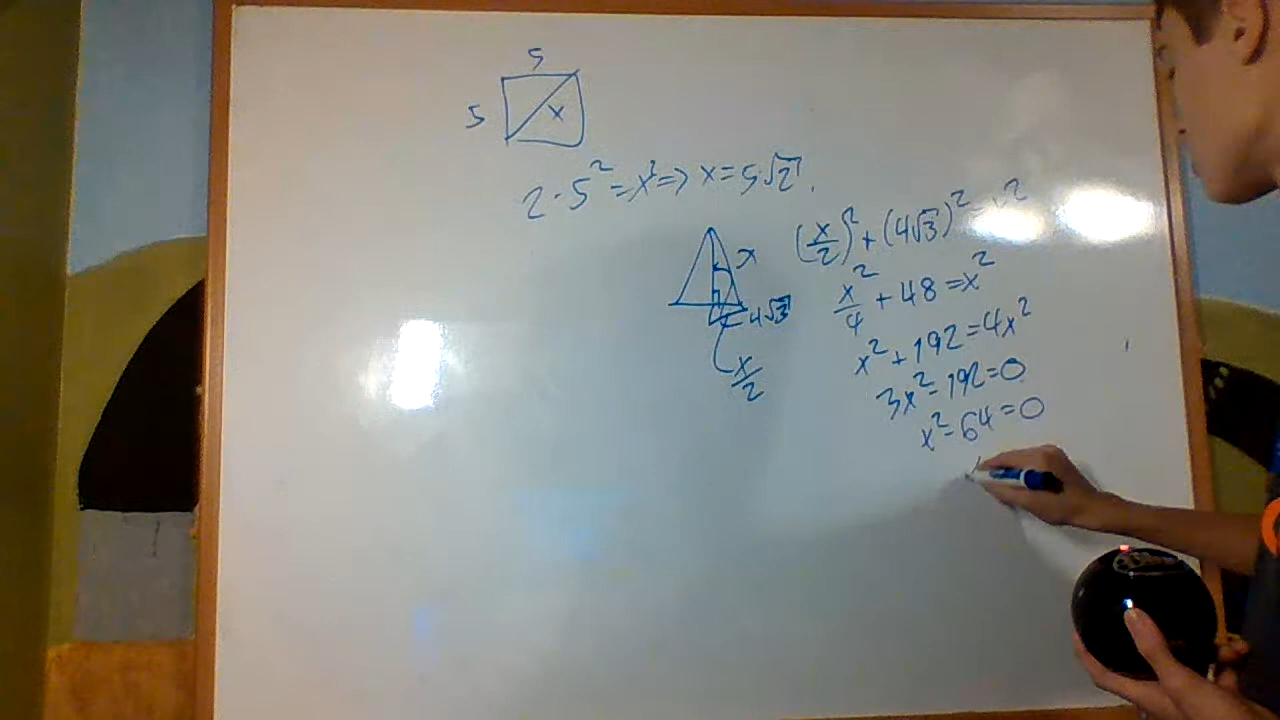 5
5
x
2·5²=x²=>x=5√2.
(x/2)²+(4√3)²=x²
x
x²/4+48=x²
4√3
x²+192=4x²
x/2
3x²-192=0
x²-64=0